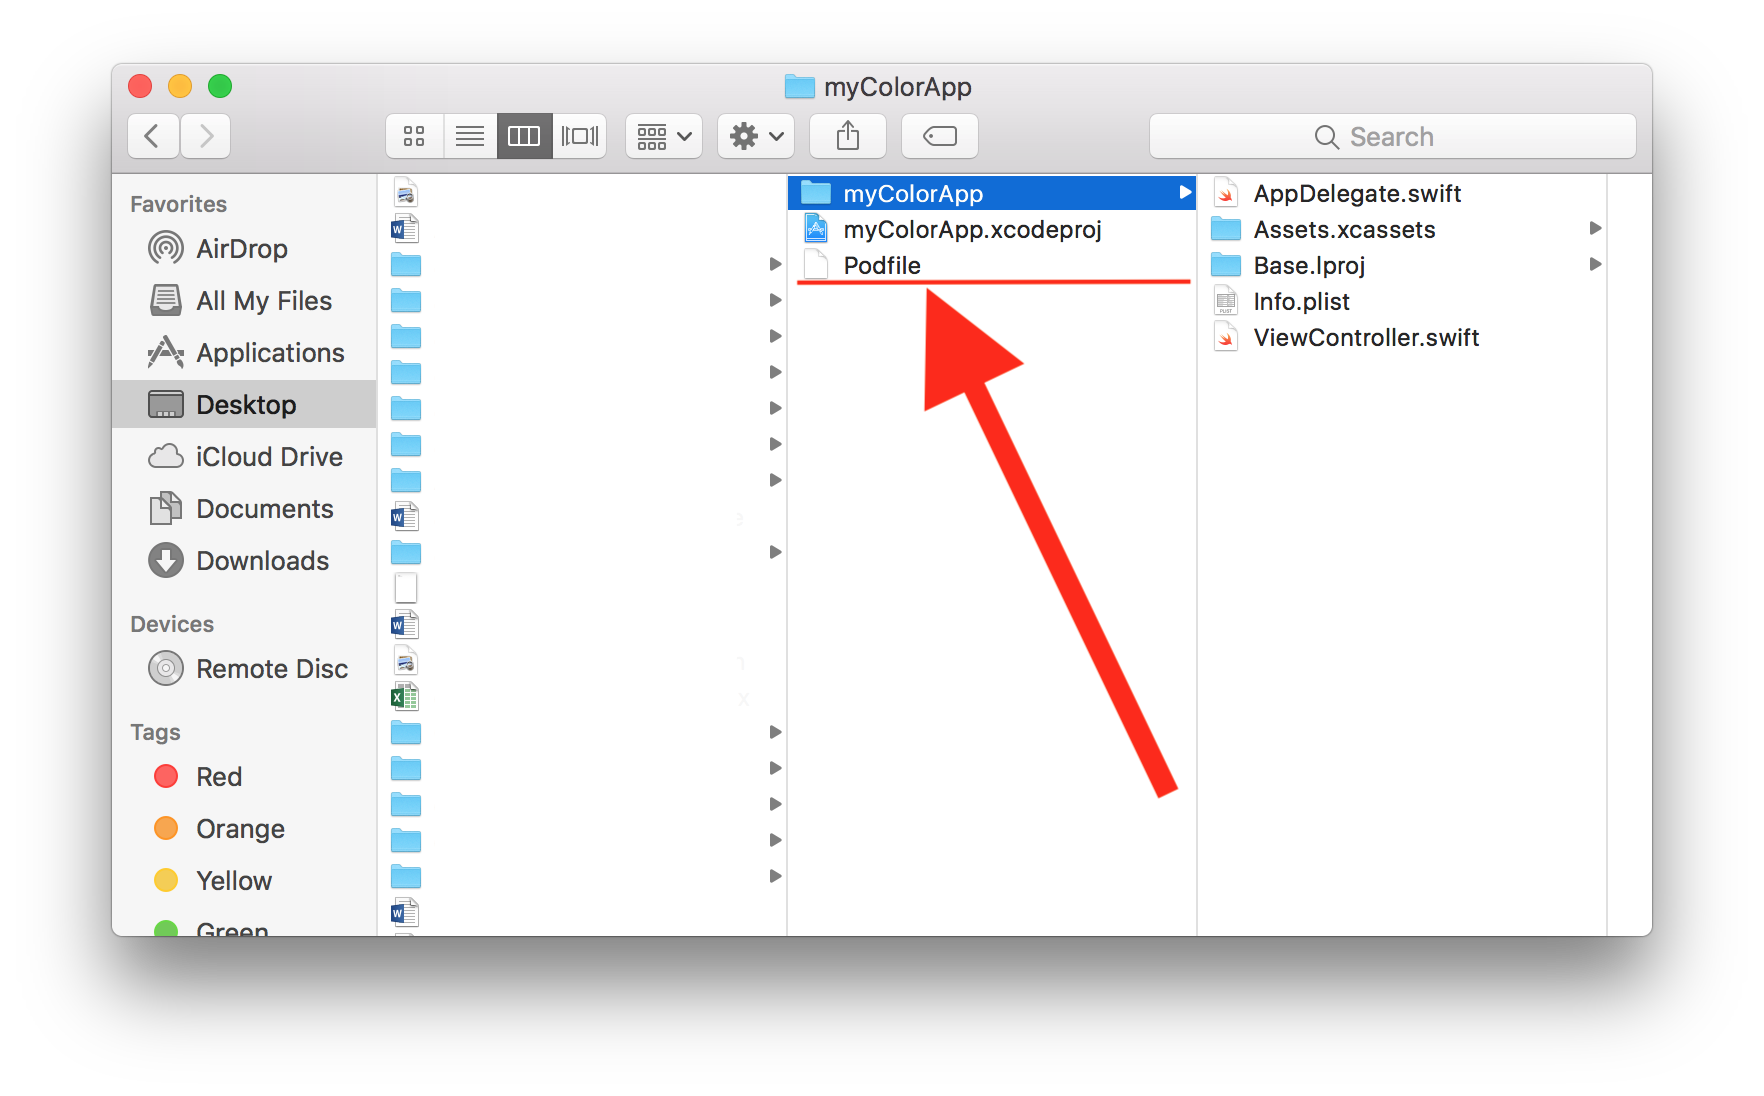 myColorApp
Search
Favorites
AirDrop
All My Files
Applications
Desktop
iCloud Drive
Documents
Downloads
Devices
Remote Disc
Tags
Red
Orange
Yellow
Green
myColorApp
myColorApp.xcodeproj
Podfile
AppDelegate.swift
Assets.xcassets
Base.lproj
Info.plist
ViewController.swift